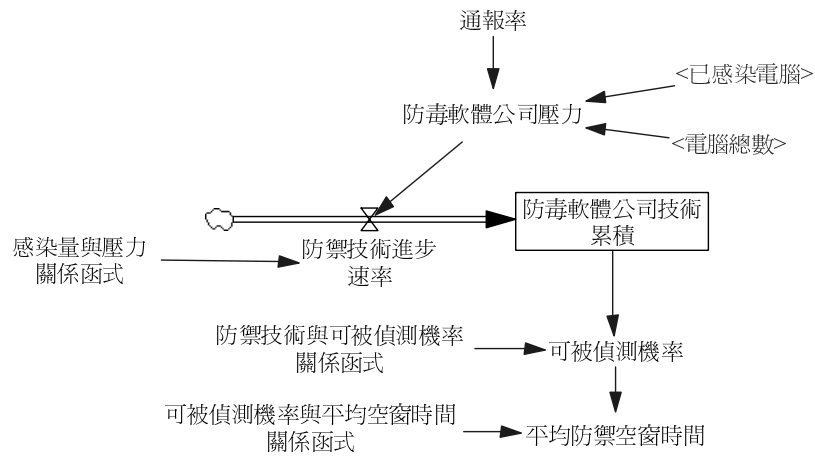 通報率
<已感染電腦>
防毒軟體公司壓力
<電腦總數>
防毒軟體公司技術
累積
感染量與壓力
關係函式
防禦技術進步
速率
防禦技術與可被偵測機率
關係函式
可被偵測機率
可被偵測機率與平均空窗時間
關係函式
平均防禦空窗時間